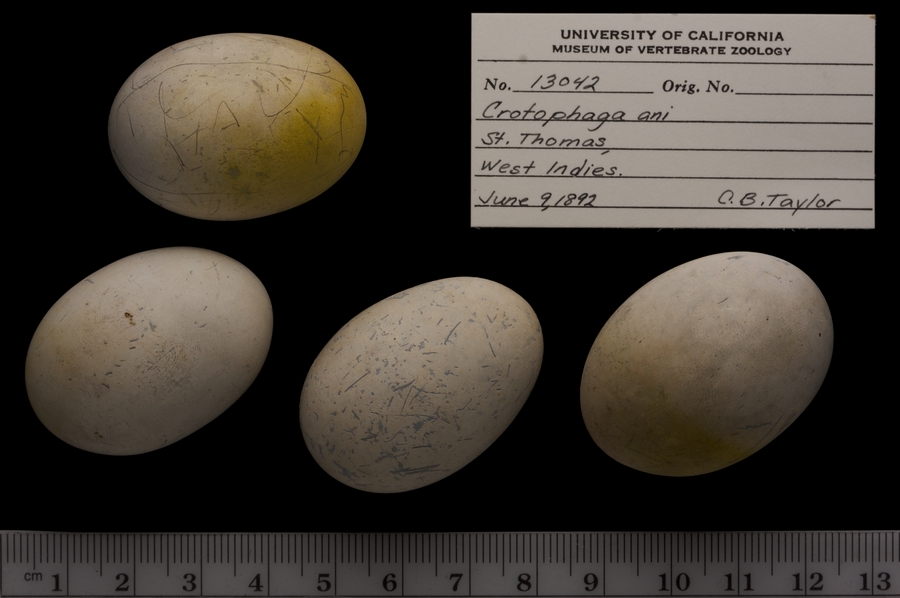 UNIVERSITY OF CALIFORNIA
MUSEUM OF VERTEBRATE ZOOLOGY
No. 13042 Orig. No.
Crotophaga ani
St. Thomas,
West Indies.
June 9, 1892 C. B. Taylor
cm 1 2 3 4 5 6 7 8 9 10 11 12 13